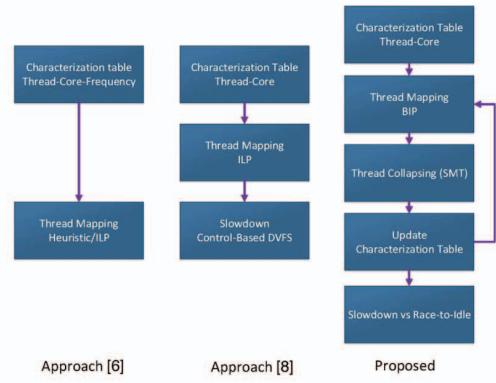 Characterization table
Thread-Core-Frequency
Thread Mapping
Heuristic/ILP
Approach [6]
Characterization Table
Thread-Core
Thread Mapping
ILP
Slowdown
Control-Based DVFS
Approach [8]
Characterization Table
Thread-Core
Thread Mapping
BIP
Thread Collapsing (SMT)
Update
Characterization Table
Slowdown vs Race-to-Idle
Proposed